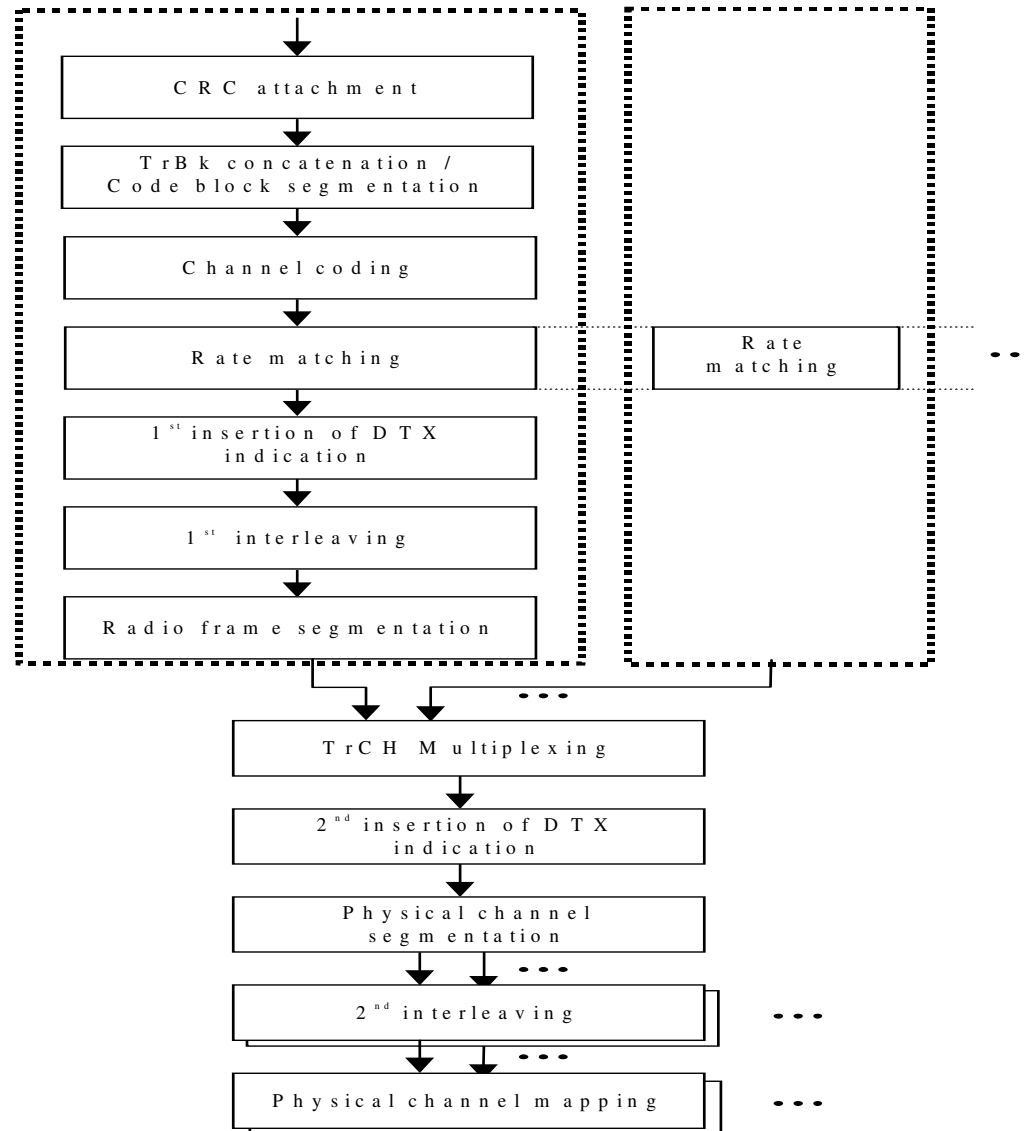 CRC attachment
TrBk concatenation /
Code block segmentation
Channel coding
Rate matching
Rate
matching
1st insertion of DTX
indication
1st interleaving
Radio frame segmentation
TrCH Multiplexing
2nd insertion of DTX
indication
Physical channel
segmentation
2nd interleaving
Physical channel mapping